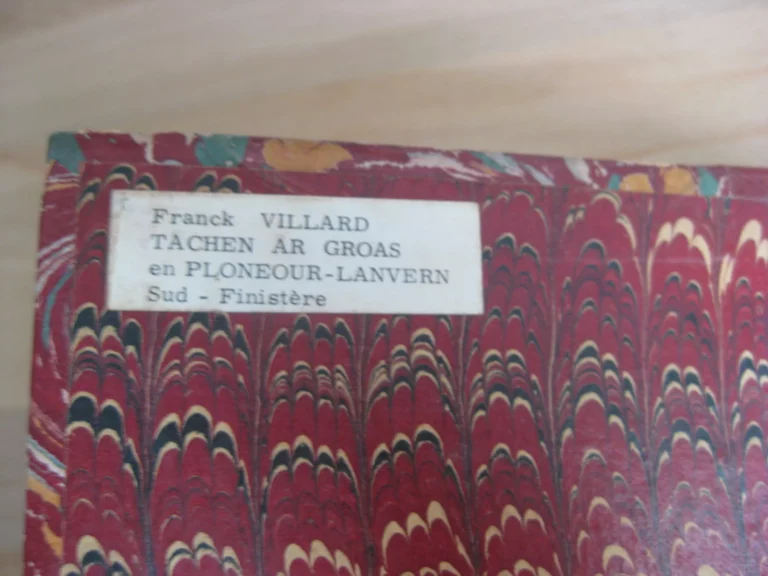 Franck VILLARD
TACHEN AR GROAS
en PLONEOUR-LANVERN
Sud - Finistère